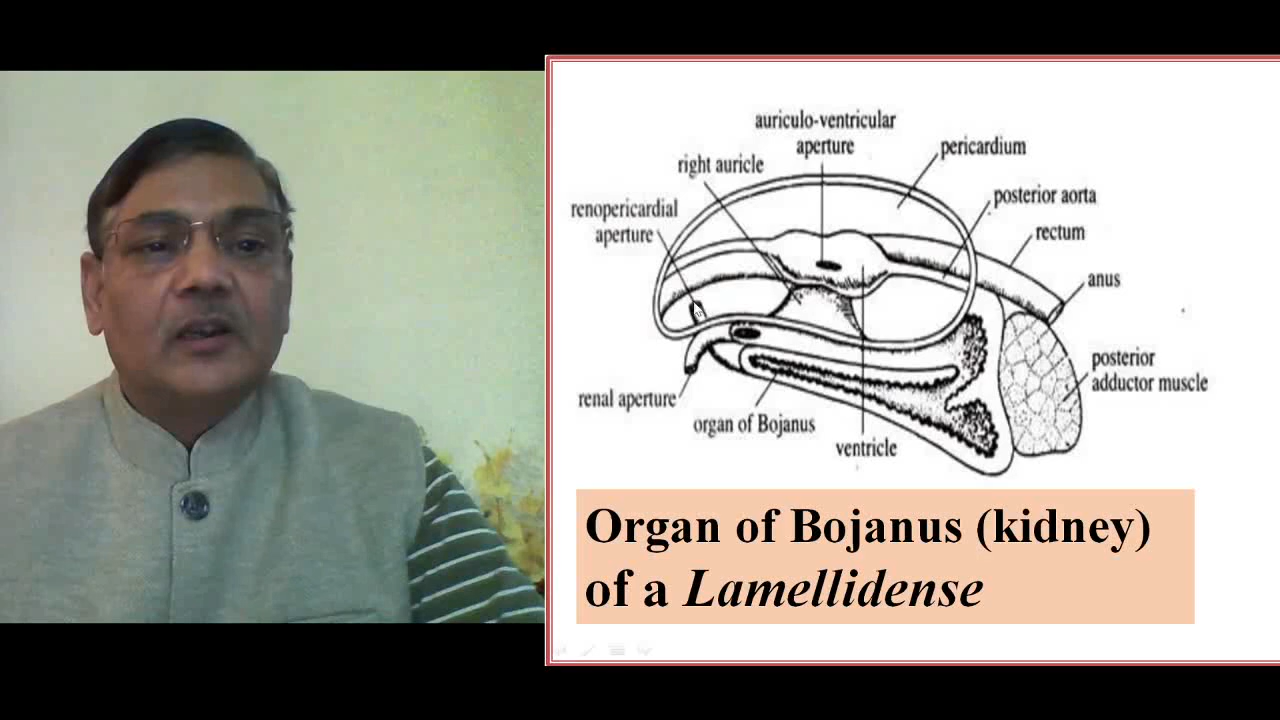 auriculo-ventricular
aperture
right auricle
pericardium
renopericardial
aperture
posterior aorta
rectum
anus
posterior
adductor muscle
renal aperture
organ of Bojanus
ventricle
Organ of Bojanus (kidney)
of a Lamellidense